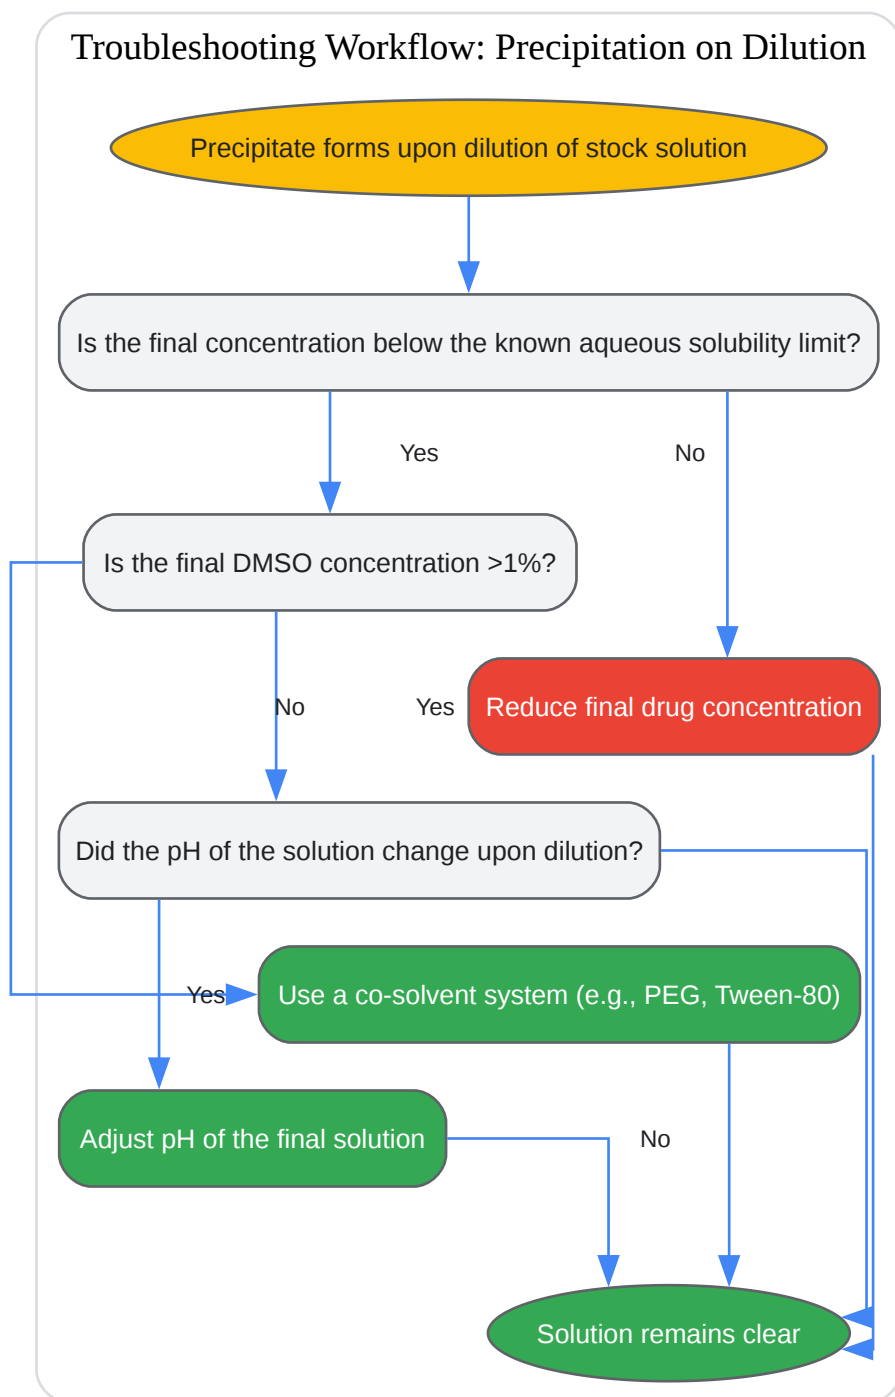 Troubleshooting Workflow: Precipitation on Dilution
Precipitate forms upon dilution of stock solution
Is the final concentration below the known aqueous solubility limit?
Yes
No
Is the final DMSO concentration >1%?
No
Yes
Reduce final drug concentration
Did the pH of the solution change upon dilution?
Yes
Use a co-solvent system (e.g., PEG, Tween-80)
Adjust pH of the final solution
No
Solution remains clear